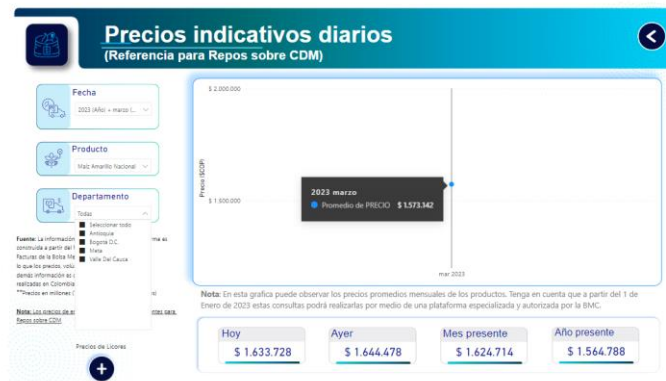 Precios indicativos diarios
(Referencia para Repos sobre CDM)
Fecha
2023 (Año) + marzo (...
Producto
Maíz Amarillo Nacional
Departamento
Todas
Seleccionar todo
Antioquia
Bogotá D.C.
Meta
Valle Del Cauca
Fuente: La información
construida a partir del
Facturas de la Bolsa Me
lo que los precios, volu
demás información es
realizadas en Colombia
**Precios en millones (
Nota: Los precios de
Repos sobre CDM.
Precios de Licores
$ 2.000.000
Precio ($COP)
$ 1.500.000
2023 marzo
Promedio de PRECIO $ 1.573.142
mar 2023
Nota: En esta grafica puede observar los precios promedios mensuales de los productos. Tenga en cuenta que a partir del 1 de
Enero de 2023 estas consultas podrá realizarlas por medio de una plataforma especializada y autorizada por la BMC.
Hoy
$ 1.633.728
Ayer
$ 1.644.478
Mes presente
$ 1.624.714
Año presente
$ 1.564.788